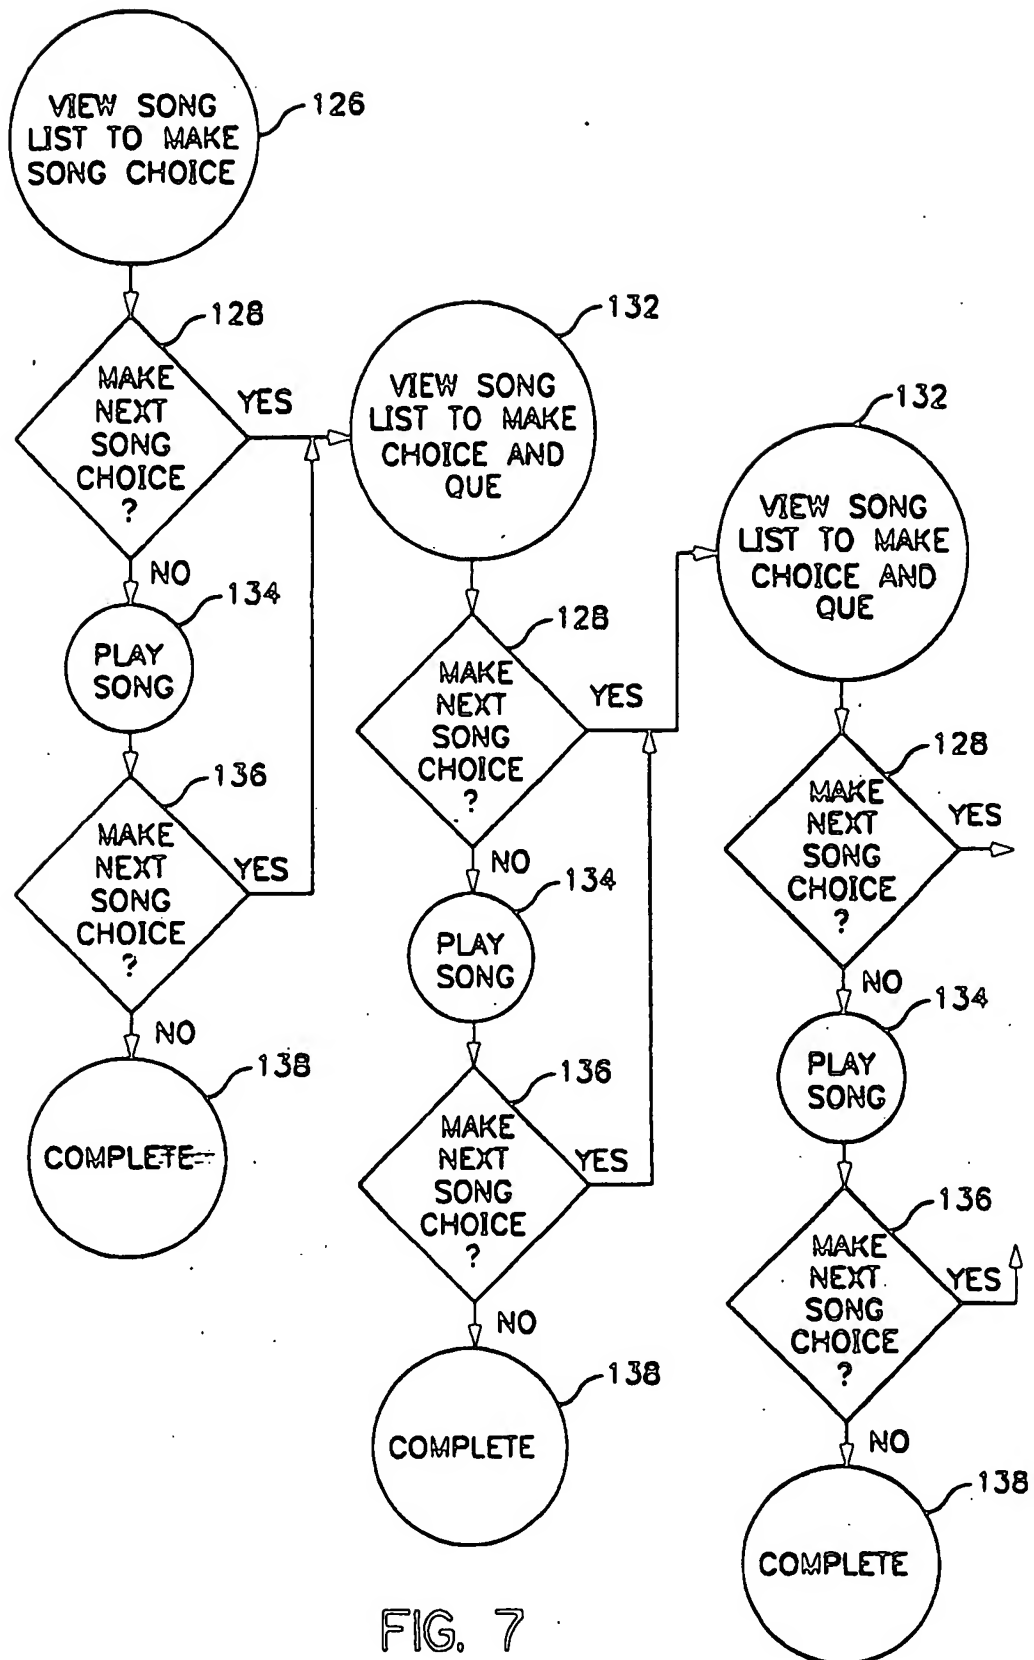 VIEW SONG
LIST TO MAKE
SONG CHOICE
126
128
MAKE
NEXT
SONG
CHOICE
?
YES
NO
134
PLAY
SONG
136
MAKE
NEXT
SONG
CHOICE
?
YES
NO
138
COMPLETE
132
VIEW SONG
LIST TO MAKE
CHOICE AND
QUE
128
MAKE
NEXT
SONG
CHOICE
?
YES
NO
134
PLAY
SONG
136
MAKE
NEXT
SONG
CHOICE
?
YES
NO
138
COMPLETE
132
VIEW SONG
LIST TO MAKE
CHOICE AND
QUE
128
MAKE
NEXT
SONG
CHOICE
?
YES
NO
134
PLAY
SONG
136
MAKE
NEXT
SONG
CHOICE
?
YES
NO
138
COMPLETE
FIG. 7